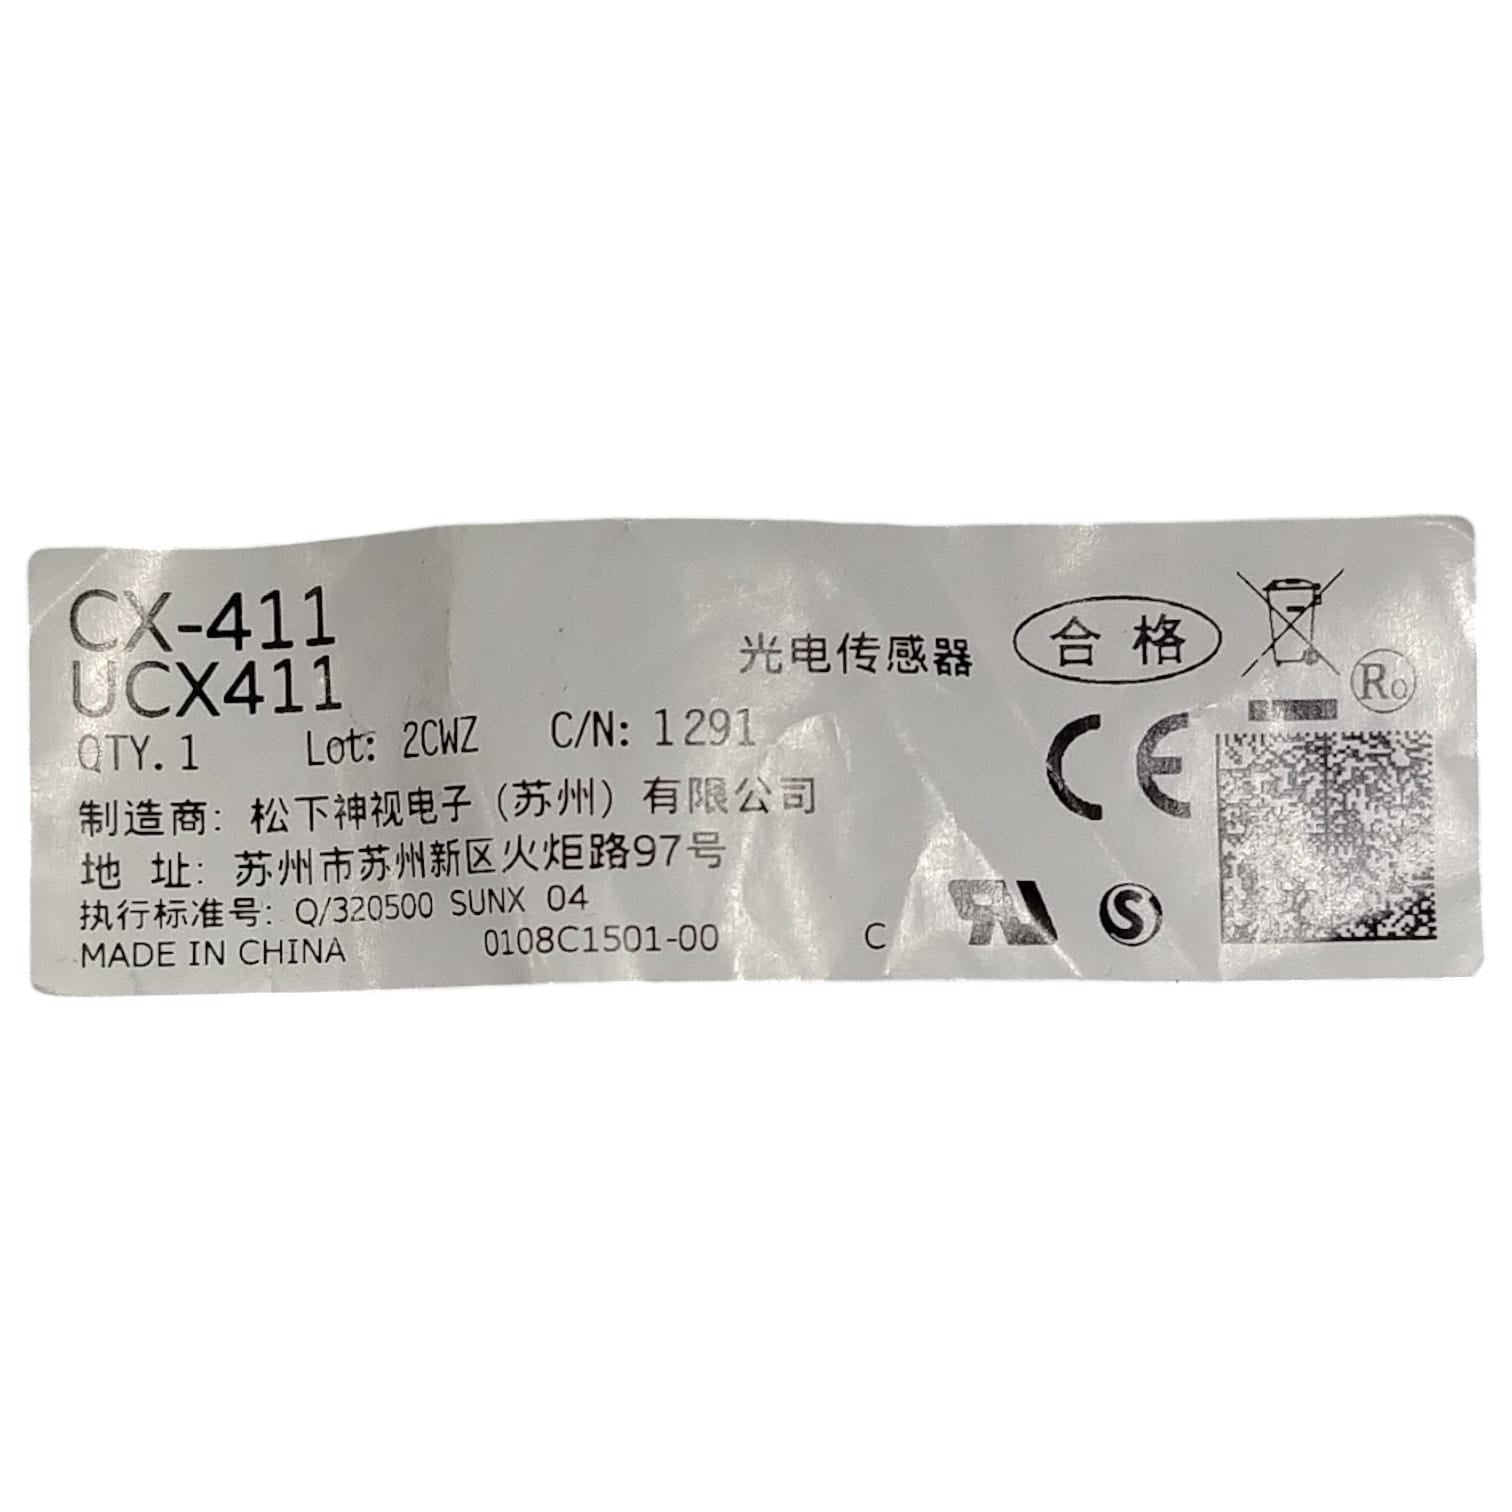 CX-411
UCX411
光电传感器
合格
Ro
QTY. 1 Lot: 2CWZ C/N: 1291
CE
制造商: 松下神视电子 (苏州) 有限公司
地 址: 苏州市苏州新区火炬路97号
执行标准号: Q/320500 SUNX 04
MADE IN CHINA 0108C1501-00 C
S